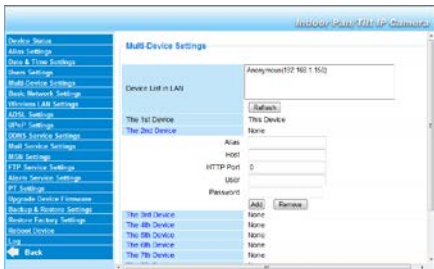 Indoor Pan/Tilt IP Camera
Device Status
Alias Settings
Date & Time Settings
Users Settings
Multi-Device Settings
Basic Network Settings
Wireless LAN Settings
ADSL Settings
UPnP Settings
DDNS Service Settings
Mail Service Settings
MSN Settings
FTP Service Settings
Alarm Service Settings
PT Settings
Upgrade Device Firmware
Backup & Restore Settings
Restore Factory Settings
Reboot Device
Log
Back
Multi-Device Settings
Device List in LAN
Anonymous(192.168.1.150)
Refresh
The 1st Device This Device
The 2nd Device None
Alias
Host
HTTP Port 0
User
Password
Add Remove
The 3rd Device None
The 4th Device None
The 5th Device None
The 6th Device None
The 7th Device None